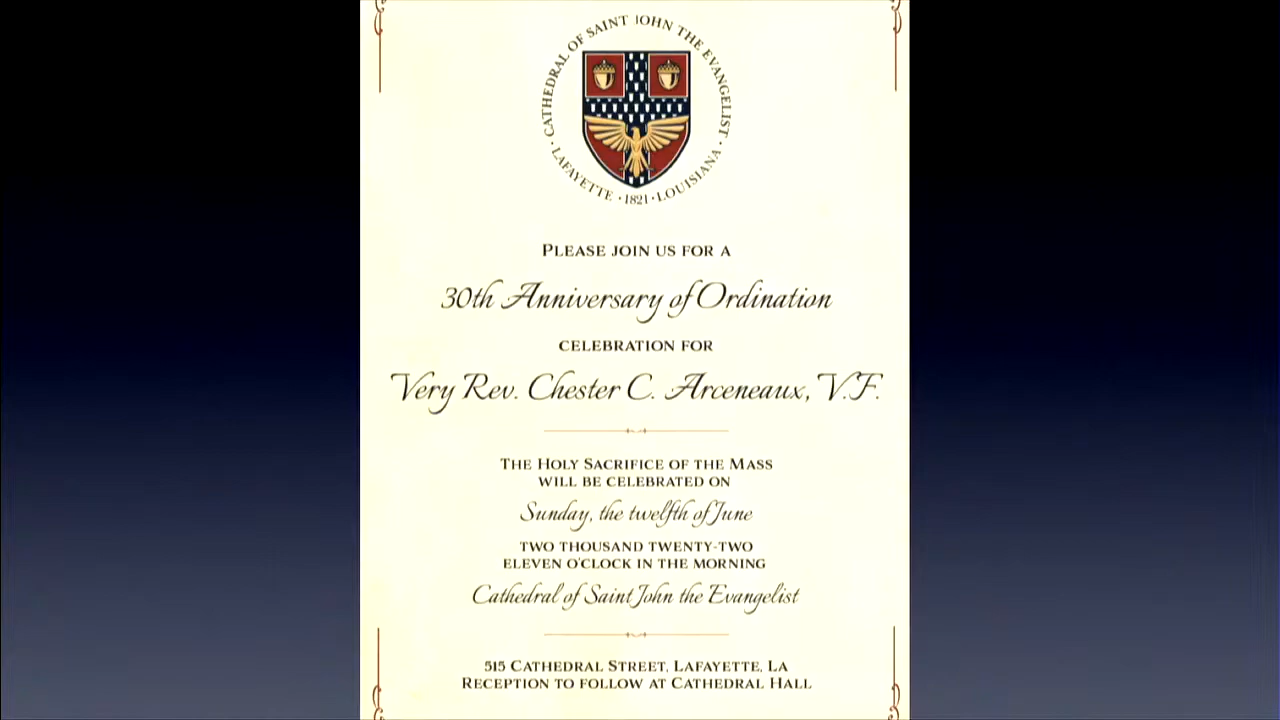 CATHEDRAL OF SAINT JOHN THE EVANGELIST
· LAFAYETTE · 1821 · LOUISIANA ·
PLEASE JOIN US FOR A
30th Anniversary of Ordination
CELEBRATION FOR
Very Rev. Chester C. Arceneaux, V.F.
THE HOLY SACRIFICE OF THE MASS
WILL BE CELEBRATED ON
Sunday, the twelfth of June
TWO THOUSAND TWENTY-TWO
ELEVEN O'CLOCK IN THE MORNING
Cathedral of Saint John the Evangelist
515 CATHEDRAL STREET, LAFAYETTE, LA
RECEPTION TO FOLLOW AT CATHEDRAL HALL